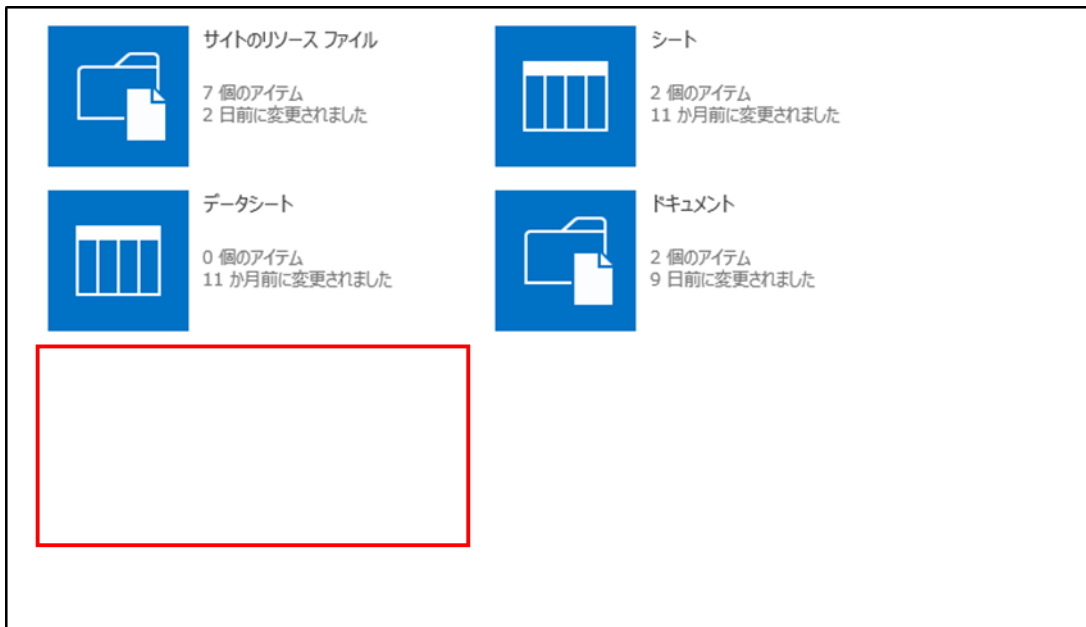 サイトのリソース ファイル
7 個のアイテム
2 日前に変更されました
シート
2 個のアイテム
11 か月前に変更されました
データシート
0 個のアイテム
11 か月前に変更されました
ドキュメント
2 個のアイテム
9 日前に変更されました